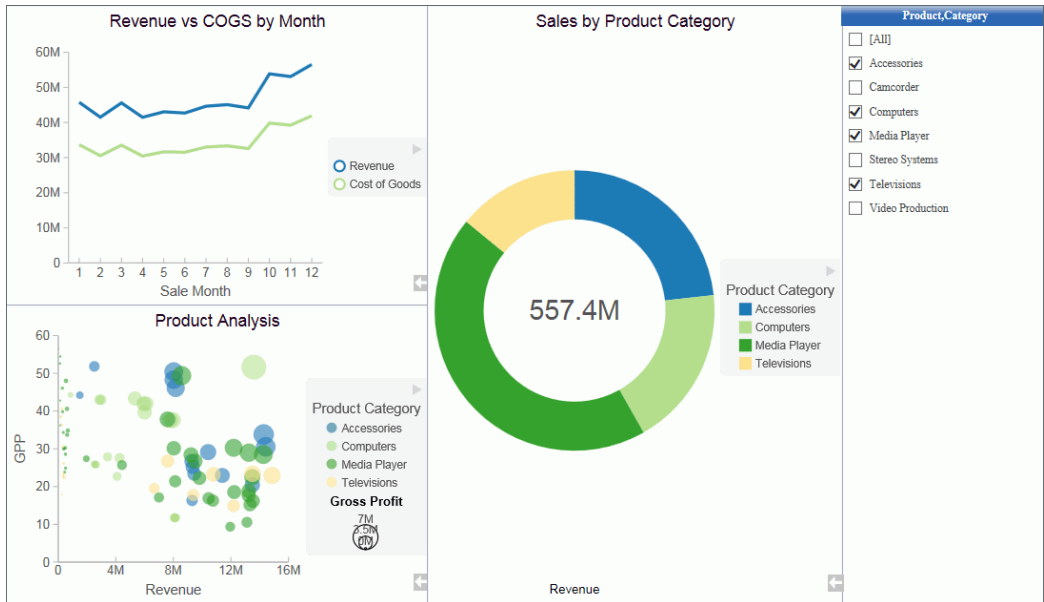 Revenue vs COGS by Month
60M
50M
40M
30M
20M
10M
0
1 2 3 4 5 6 7 8 9 10 11 12
Sale Month
Revenue
Cost of Goods
Product Analysis
60
50
40
30
20
10
0
GPP
0 4M 8M 12M 16M
Revenue
Product Category
Accessories
Computers
Media Player
Televisions
Gross Profit
7M
3.5M
0M
Sales by Product Category
557.4M
Product Category
Accessories
Computers
Media Player
Televisions
Revenue
Product,Category
[All]
Accessories
Camcorder
Computers
Media Player
Stereo Systems
Televisions
Video Production